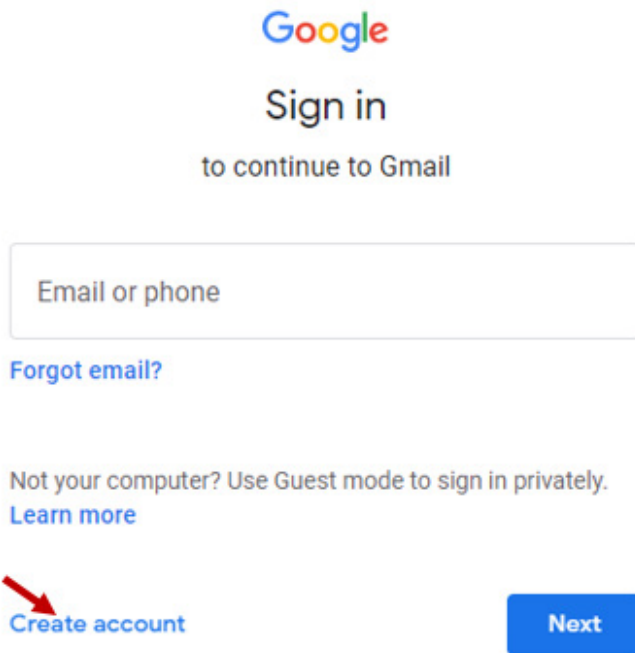 Google
Sign in
to continue to Gmail
Email or phone
Forgot email?
Not your computer? Use Guest mode to sign in privately.
Learn more
Create account
Next